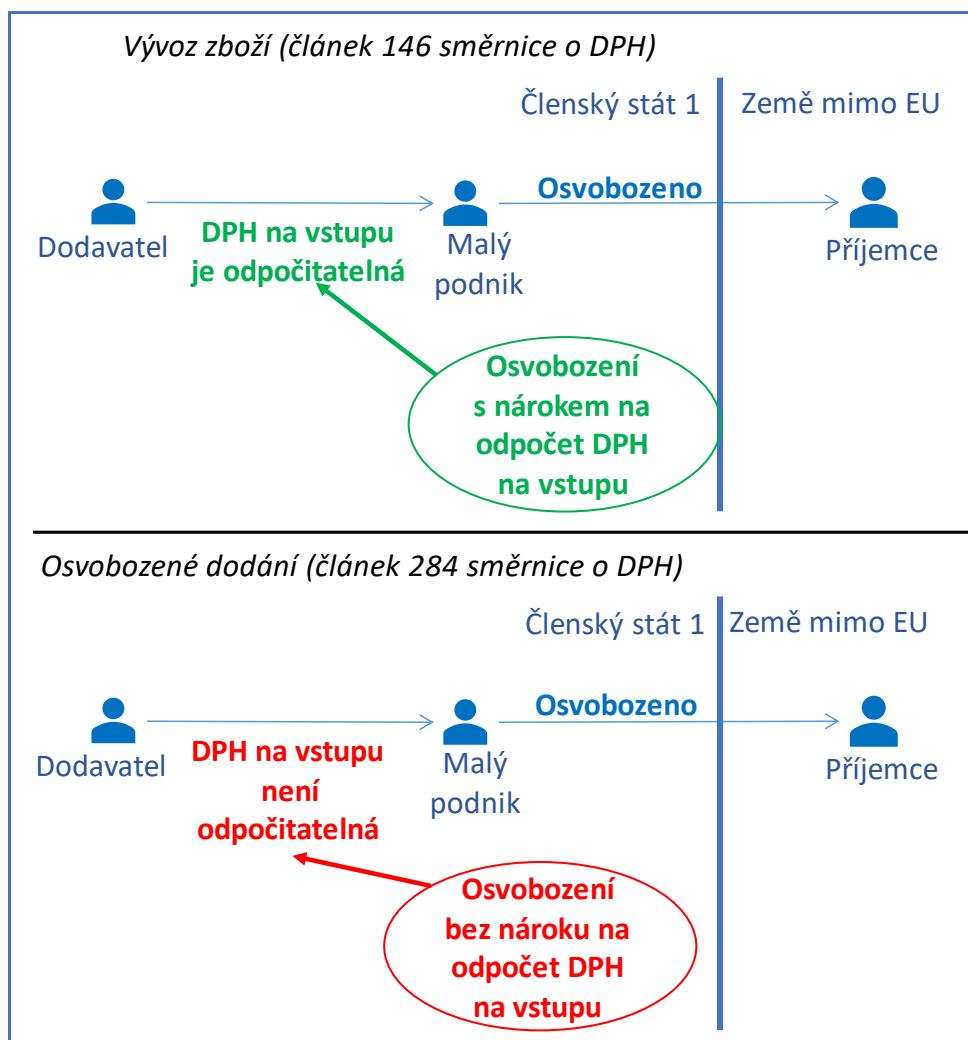 Vývoz zboží (článek 146 směrnice o DPH)
Členský stát 1
Země mimo EU
Osvobozeno
Dodavatel
DPH na vstupu
je odpočitatelná
Malý
podnik
Příjemce
Osvobození
s nárokem na
odpočet DPH
na vstupu
Osvobozené dodání (článek 284 směrnice o DPH)
Členský stát 1
Země mimo EU
Osvobozeno
Dodavatel
DPH na vstupu
není
odpočitatelná
Malý
podnik
Příjemce
Osvobození
bez nároku na
odpočet DPH
na vstupu